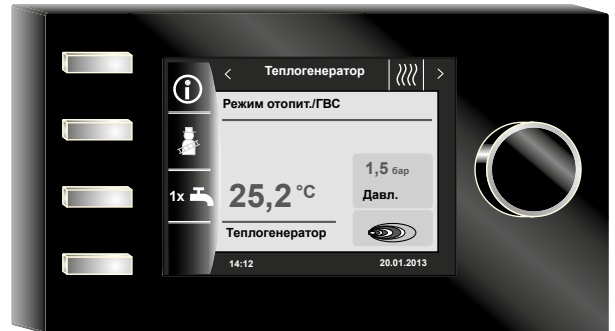 < Теплогенератор >
Режим отопит./ГВС
1x
1,5 бар
25,2 °C
Давл.
Теплогенератор
14:12 20.01.2013